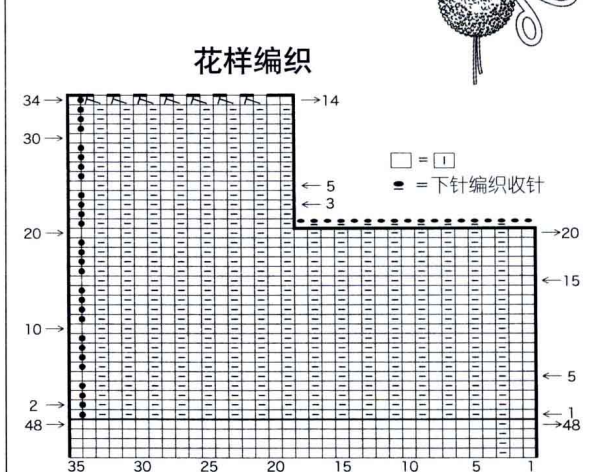 花样编织
34 → → 14
30 →
□ = |
← 5
= 下针编织收针
← 3
20 → → 20
← 15
10 →
← 5
2 → ← 1
48 → → 48
35 30 25 20 15 10 5 1